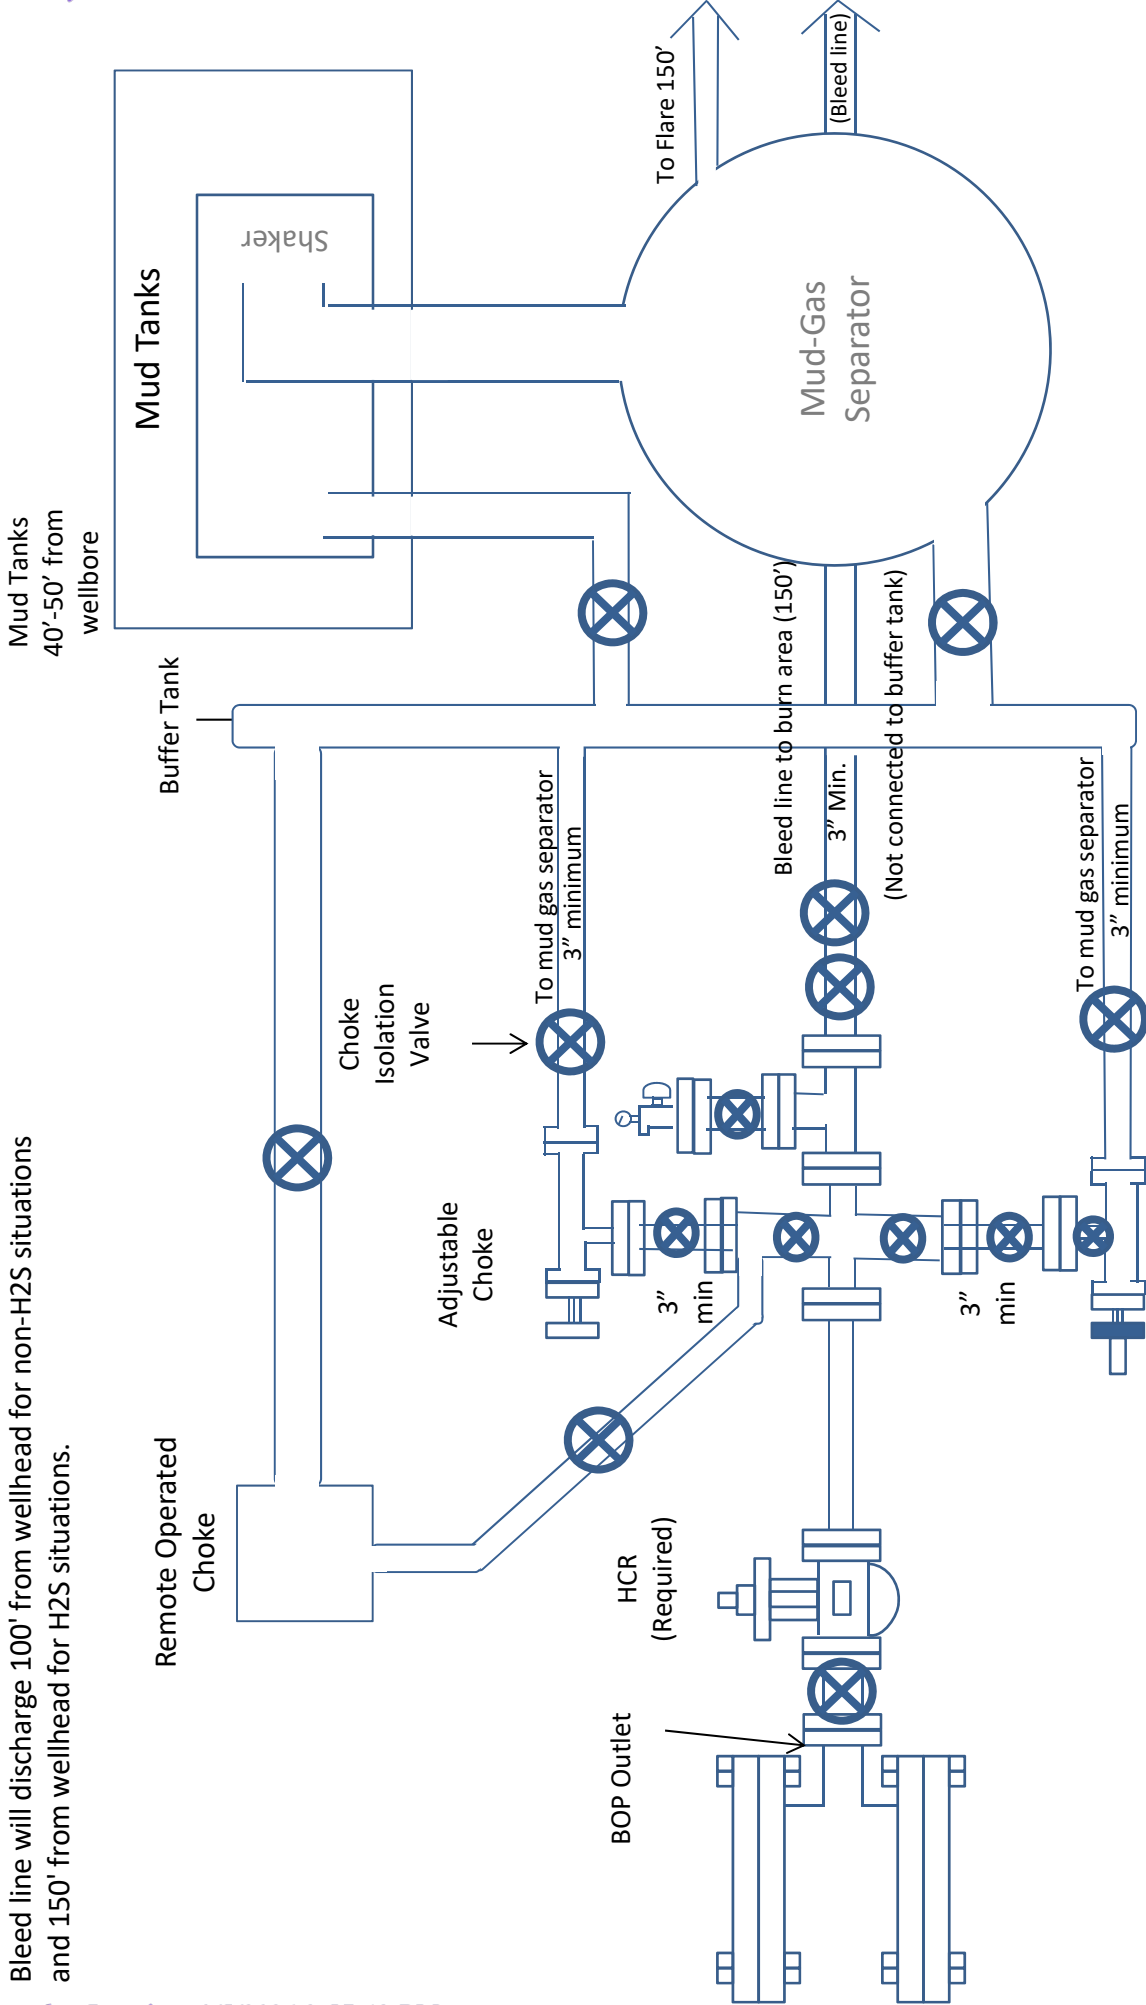 Bleed line will discharge 100' from wellhead for non-H2S situations
and 150' from wellhead for H2S situations.
Mud Tanks
40’-50’ from
wellbore
Mud Tanks
Shaker
Buffer Tank
Remote Operated
Choke
Choke
Isolation
Valve
Adjustable
Choke
To mud gas separator
3” minimum
To Flare 150’
(Bleed line)
Mud-Gas
Separator
Bleed line to burn area (150’)
3” Min.
(Not connected to buffer tank)
3”
min
3”
min
To mud gas separator
3” minimum
HCR
(Required)
BOP Outlet